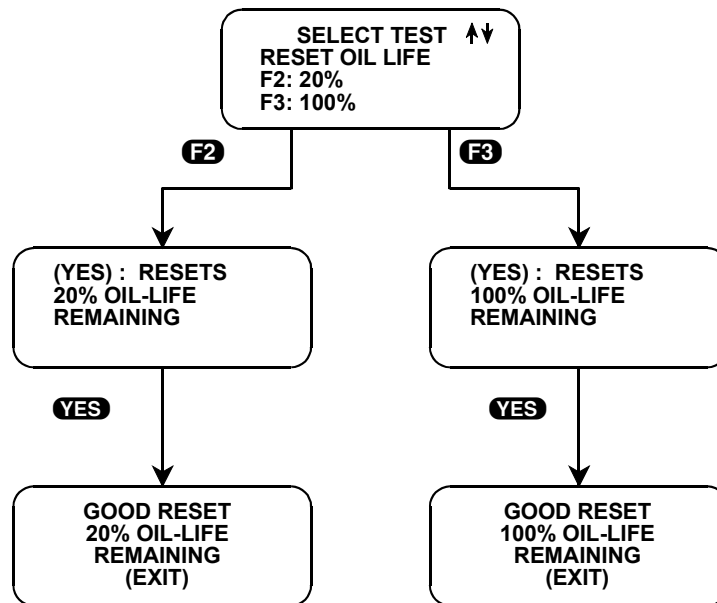 SELECT TEST
RESET OIL LIFE
F2: 20%
F3: 100%
F2
F3
(YES) : RESETS
20% OIL-LIFE
REMAINING
(YES) : RESETS
100% OIL-LIFE
REMAINING
YES
YES
GOOD RESET
20% OIL-LIFE
REMAINING
(EXIT)
GOOD RESET
100% OIL-LIFE
REMAINING
(EXIT)